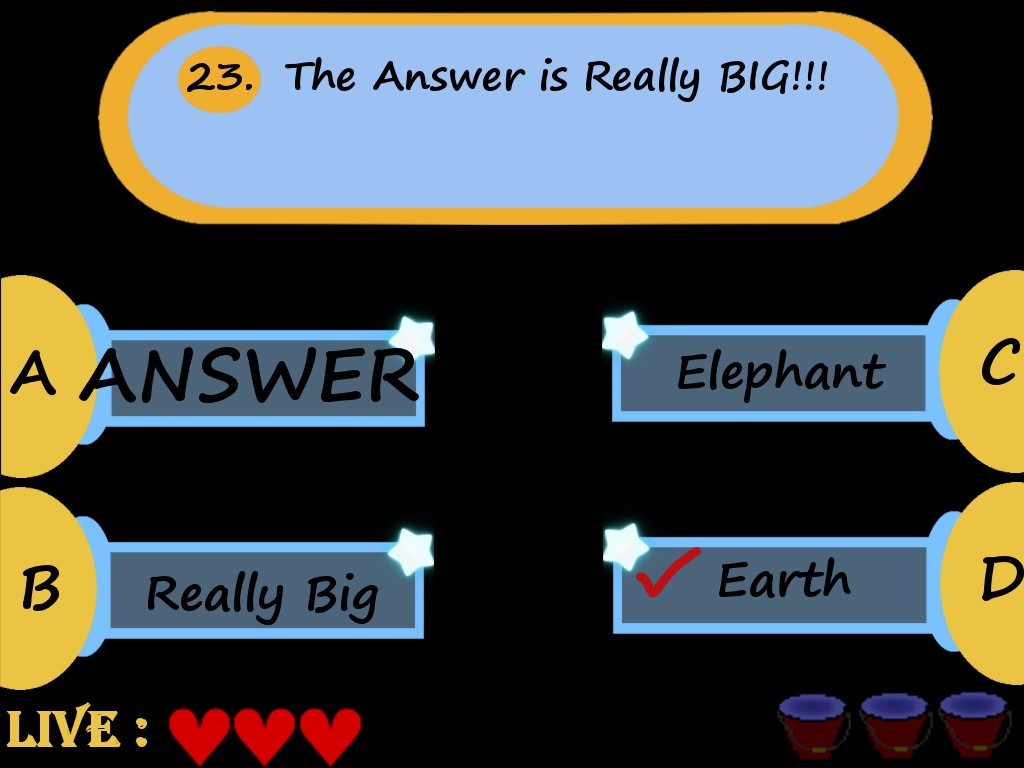 23. The Answer is Really BIG!!!
A ANSWER
Elephant C
B Really Big
Earth D
LIVE :